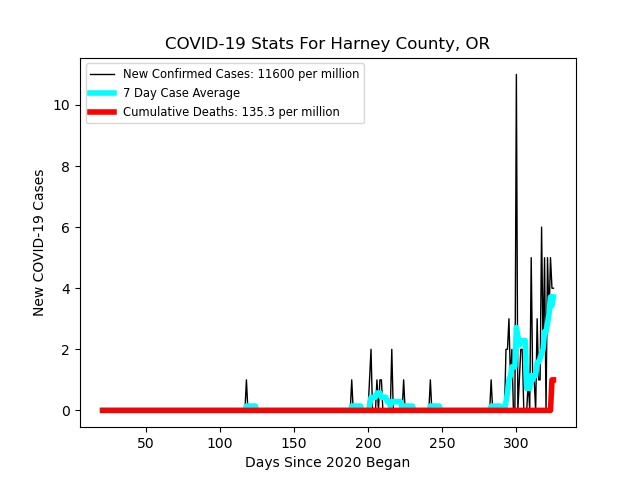 COVID-19 Stats For Harney County, OR
New Confirmed Cases: 11600 per million
7 Day Case Average
Cumulative Deaths: 135.3 per million
New COVID-19 Cases
10
8
6
4
2
0
50 100 150 200 250 300
Days Since 2020 Began